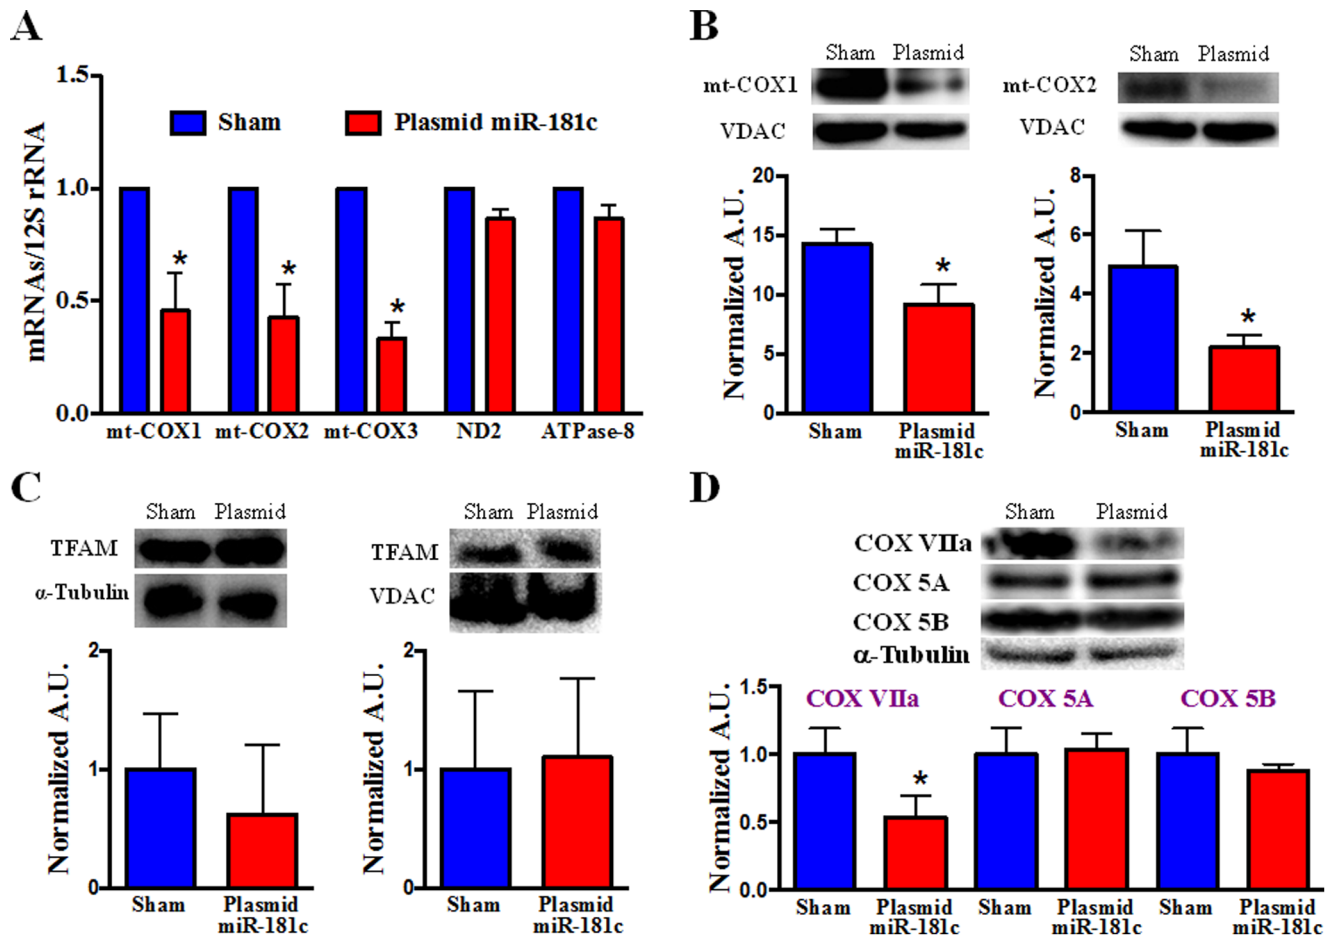 A
mRNAs/12S rRNA
1.5
1.0
0.5
0.0
Sham
Plasmid miR-181c
*
*
*
mt-COX1
mt-COX2
mt-COX3
ND2
ATPase-8
B
Sham Plasmid
mt-COX1
VDAC
Normalized A.U.
20
15
10
5
0
*
Sham
Plasmid
miR-181c
Sham Plasmid
mt-COX2
VDAC
Normalized A.U.
8
6
4
2
0
*
Sham
Plasmid
miR-181c
C
Sham Plasmid
TFAM
α-Tubulin
Normalized A.U.
2
1
0
Sham
Plasmid
miR-181c
Sham Plasmid
TFAM
VDAC
Normalized A.U.
2
1
0
Sham
Plasmid
miR-181c
D
Sham Plasmid
COX VIIa
COX 5A
COX 5B
α-Tubulin
Normalized A.U.
1.5
1.0
0.5
0.0
COX VIIa
COX 5A
COX 5B
*
Sham
Plasmid
miR-181c
Sham
Plasmid
miR-181c
Sham
Plasmid
miR-181c